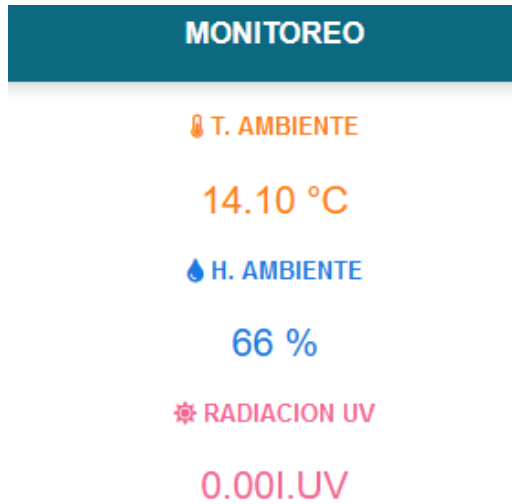 MONITOREO
T. AMBIENTE
14.10 °C
H. AMBIENTE
66 %
RADIACION UV
0.00I.UV